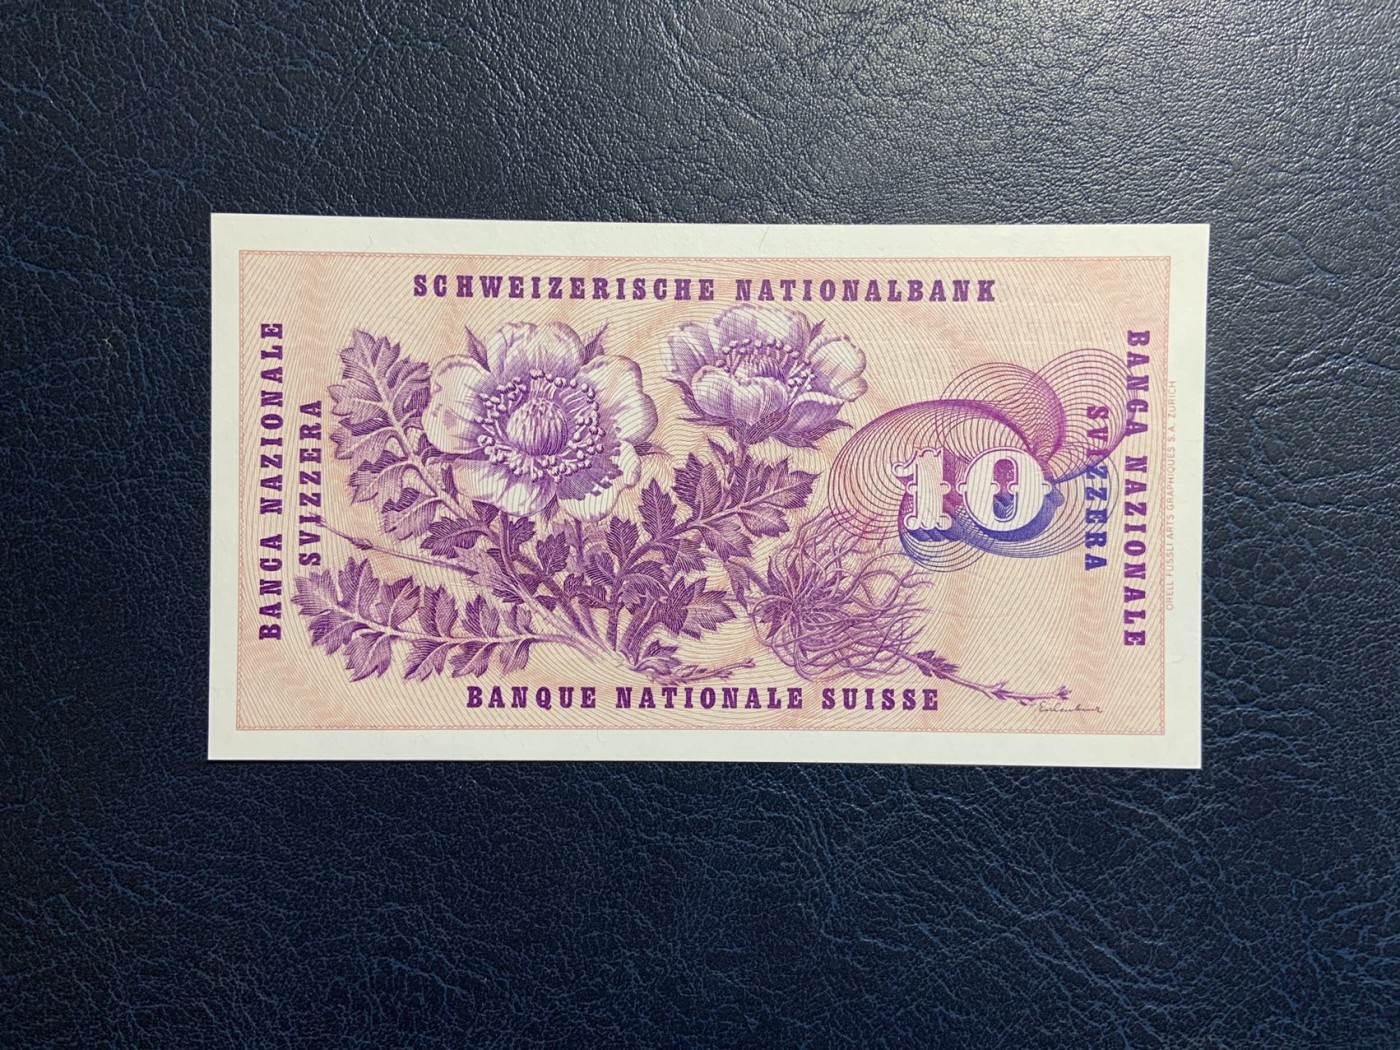 SCHWEIZERISCHE NATIONALBANK
BANCA NAZIONALE
SVIZZERA
10
BANCA NAZIONALE
SVIZZERA
ORELL FÜSSLI ARTS GRAPHIQUES S. A. ZURICH
BANQUE NATIONALE SUISSE